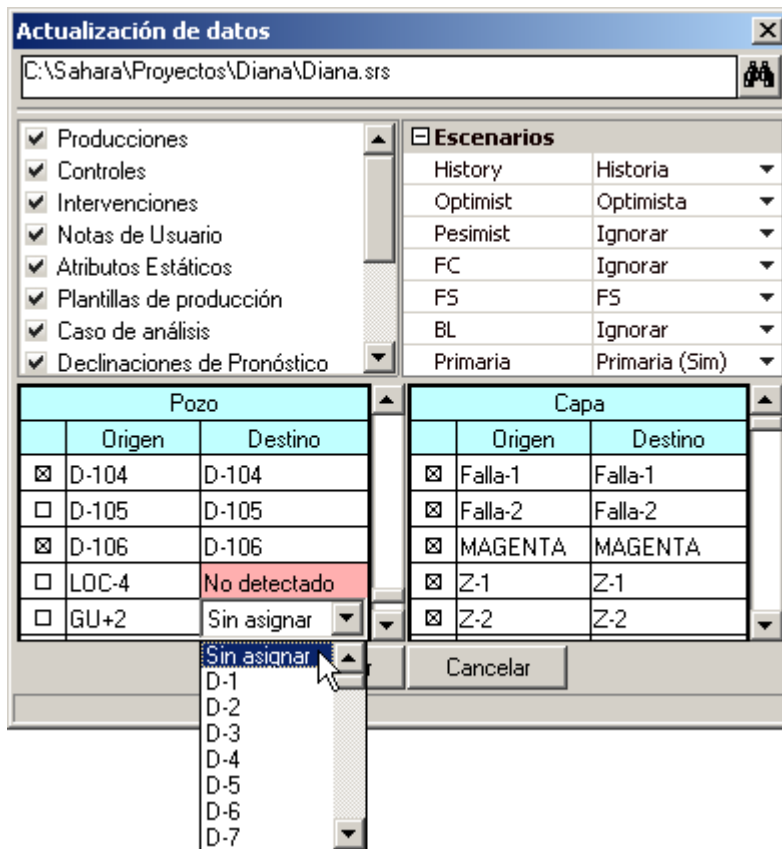 Actualización de datos
C:\Sahara\Proyectos\Diana\Diana.srs
Producciones
Controles
Intervenciones
Notas de Usuario
Atributos Estáticos
Plantillas de producción
Caso de análisis
Declinaciones de Pronóstico
Escenarios
History Historia
Optimist Optimista
Pesimist Ignorar
FC Ignorar
FS FS
BL Ignorar
Primaria Primaria (Sim)
Pozo
Origen Destino
D-104 D-104
D-105 D-105
D-106 D-106
LOC-4 No detectado
GU+2 Sin asignar
Sin asignar
D-1
D-2
D-3
D-4
D-5
D-6
D-7
Capa
Origen Destino
Falla-1 Falla-1
Falla-2 Falla-2
MAGENTA MAGENTA
Z-1 Z-1
Z-2 Z-2
Cancelar